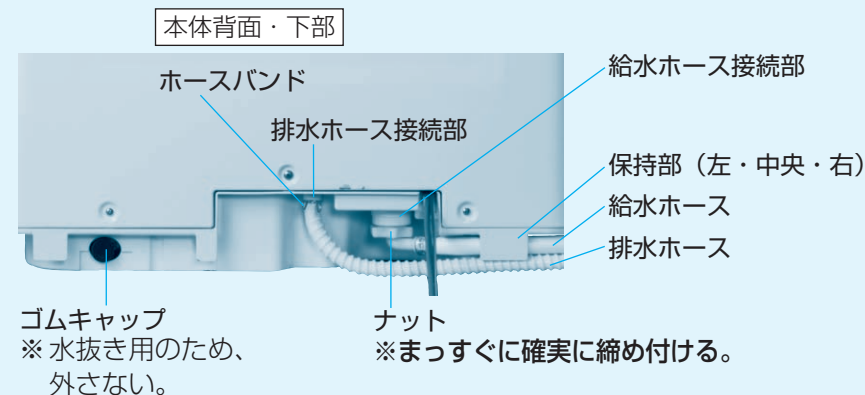 本体背面・下部
ホースバンド
排水ホース接続部
給水ホース接続部
保持部（左・中央・右）
給水ホース
排水ホース
ゴムキャップ
※水抜き用のため、
外さない。
ナット
※まっすぐに確実に締め付ける。